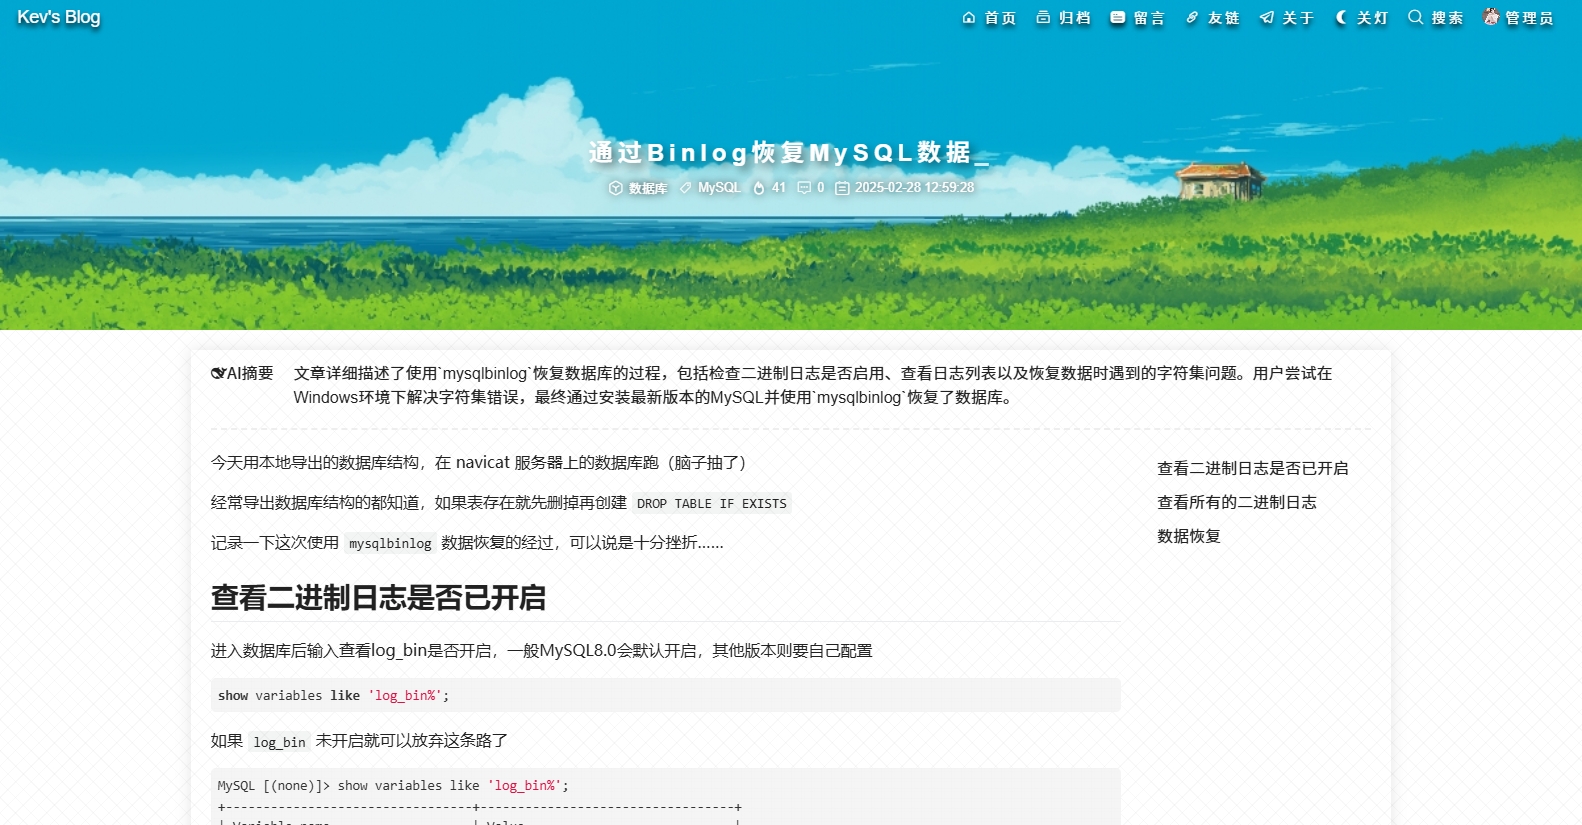 Kev's Blog
首页 归档 留言 友链 关于 关灯 搜索 管理员
通过Binlog恢复MySQL数据_
数据库 MySQL 41 0 2025-02-28 12:59:28
AI摘要
文章详细描述了使用`mysqlbinlog`恢复数据库的过程，包括检查二进制日志是否启用、查看日志列表以及恢复数据时遇到的字符集问题。用户尝试在
Windows环境下解决字符集错误，最终通过安装最新版本的MySQL并使用`mysqlbinlog`恢复了数据库。
今天用本地导出的数据库结构，在 navicat 服务器上的数据库跑（脑子抽了）
经常导出数据库结构的都知道，如果表存在就先删掉再创建 DROP TABLE IF EXISTS
记录一下这次使用 mysqlbinlog 数据恢复的经过，可以说是十分挫折……
查看二进制日志是否已开启
进入数据库后输入查看log_bin是否开启，一般MySQL8.0会默认开启，其他版本则要自己配置
show variables like 'log_bin%';
如果 log_bin 未开启就可以放弃这条路了
MySQL [(none)]> show variables like 'log_bin%';
+---------------------------------+----------------------------------+
| Variable_name | Value |
查看二进制日志是否已开启
查看所有的二进制日志
数据恢复